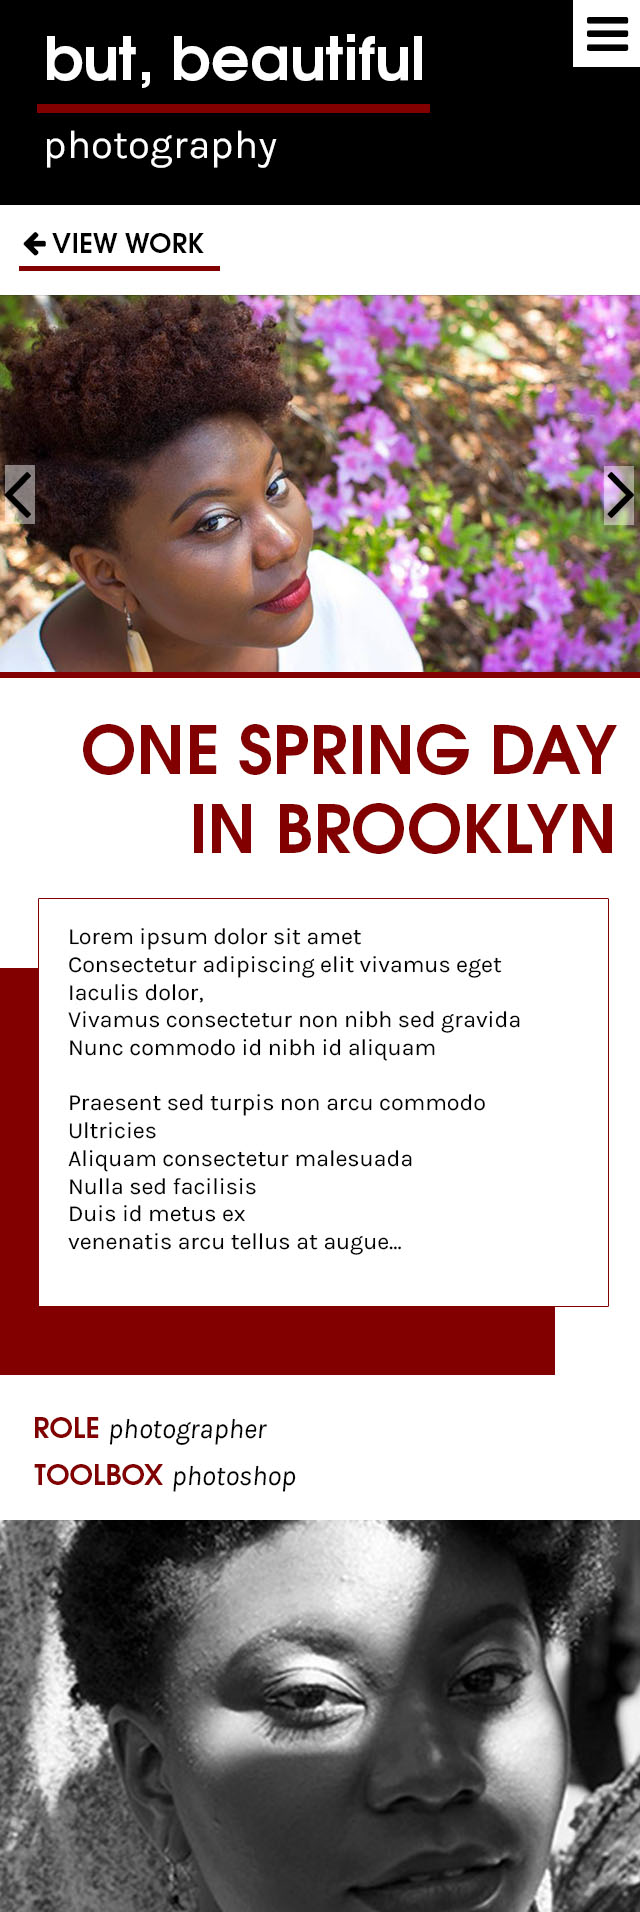 but, beautiful
photography
VIEW WORK
ONE SPRING DAY
IN BROOKLYN
Lorem ipsum dolor sit amet
Consectetur adipiscing elit vivamus eget
Iaculis dolor,
Vivamus consectetur non nibh sed gravida
Nunc commodo id nibh id aliquam
Praesent sed turpis non arcu commodo
Ultricies
Aliquam consectetur malesuada
Nulla sed facilisis
Duis id metus ex
venenatis arcu tellus at augue...
ROLE photographer
TOOLBOX photoshop